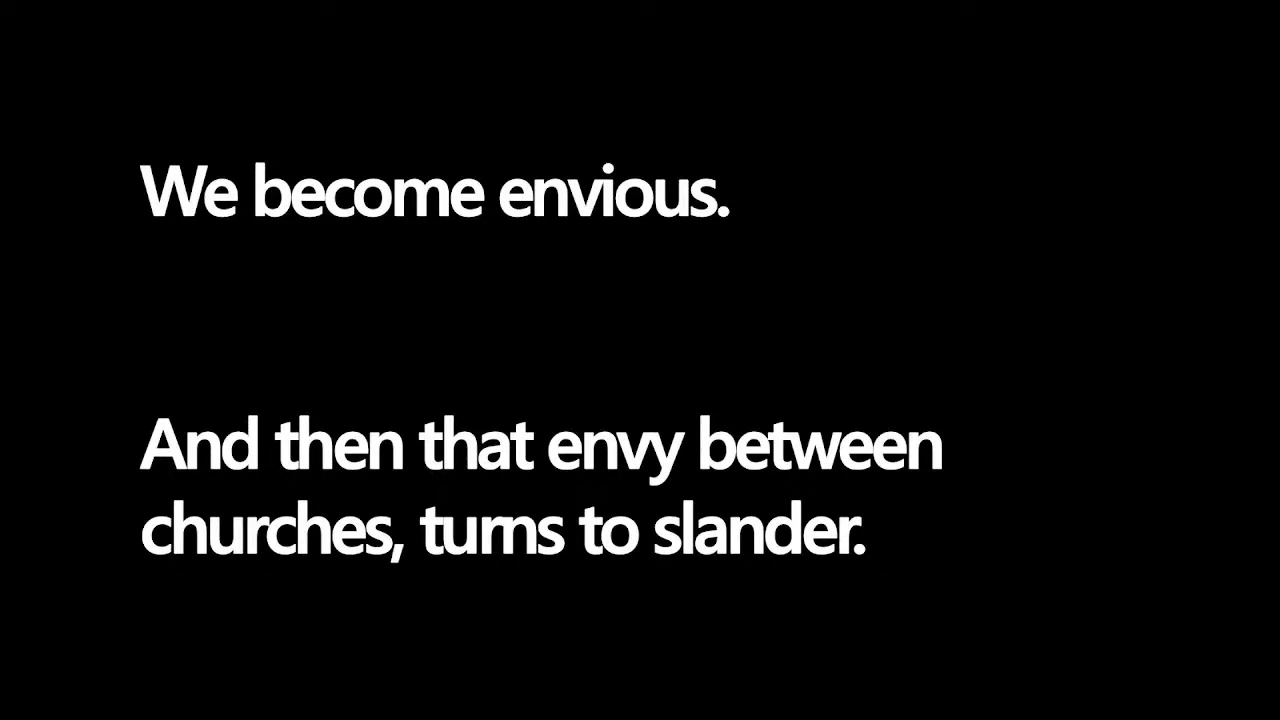 We become envious.
And then that envy between
churches, turns to slander.